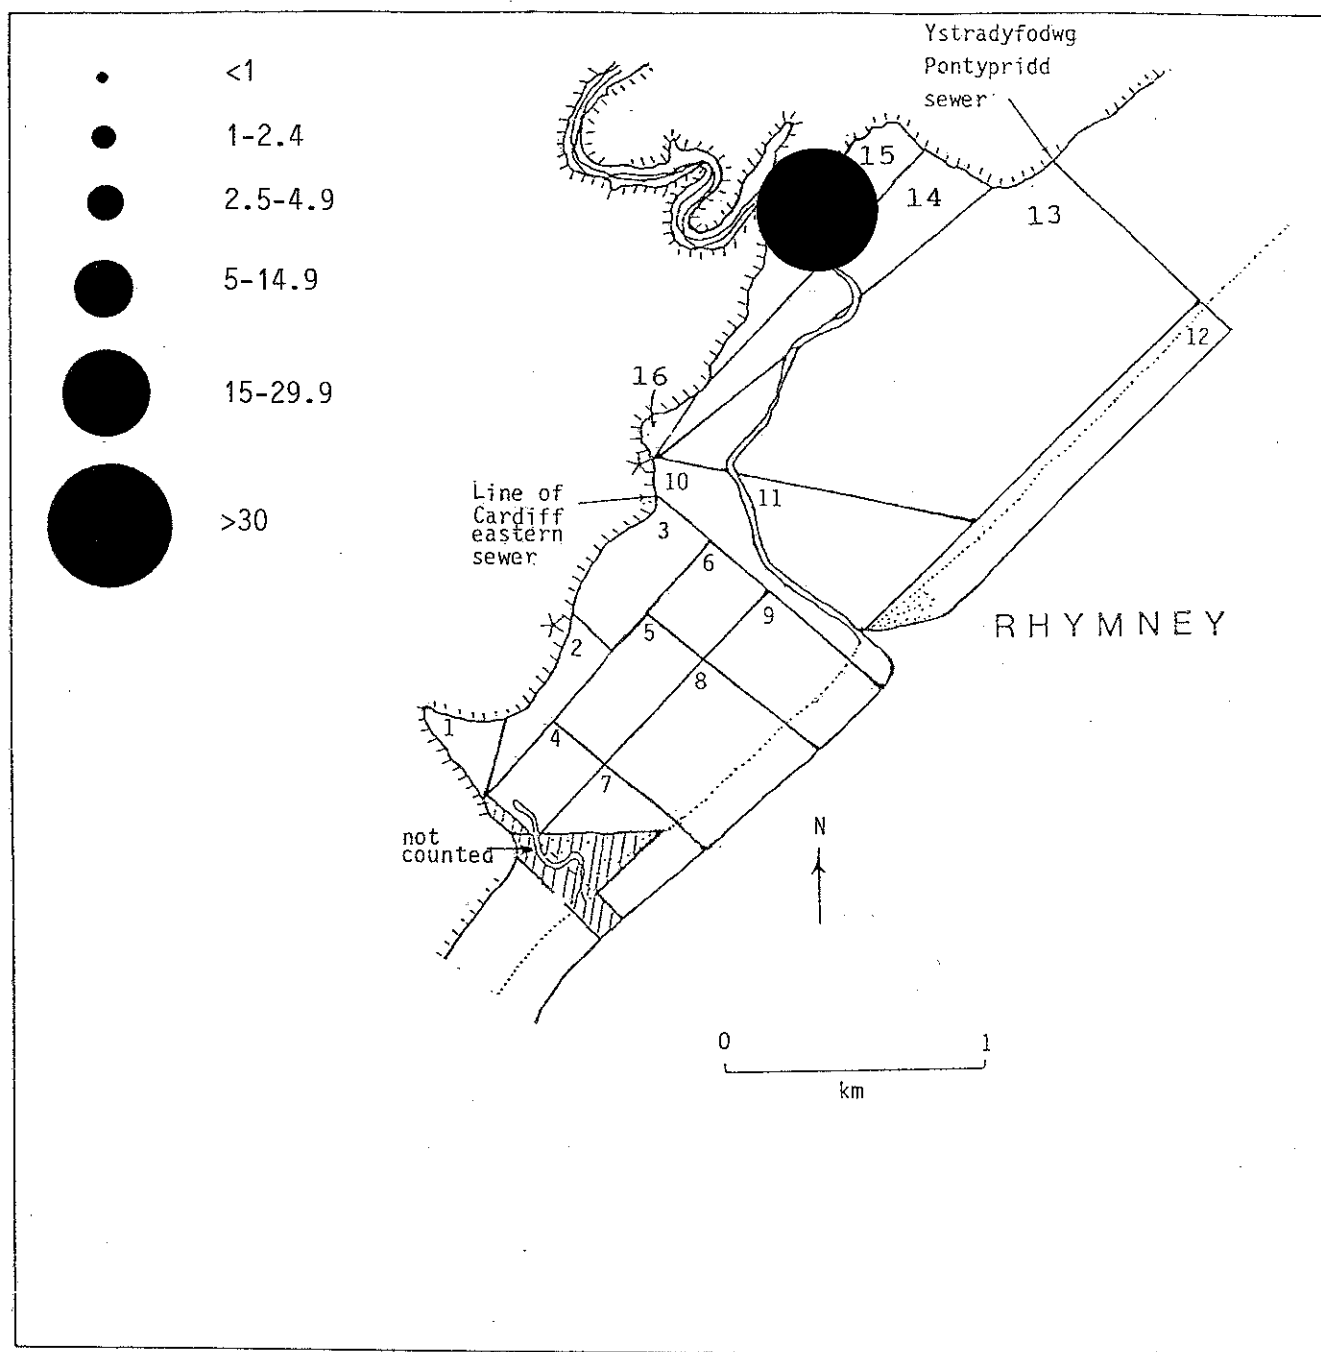 <1
1-2.4
2.5-4.9
5-14.9
15-29.9
>30
Ystradyfodwg
Pontypridd
sewer
15
14
13
12
16
10
11
Line of
Cardiff
eastern
sewer
3
6
9
RHYMNEY
2
5
8
1
4
7
not
counted
N
0 1
km